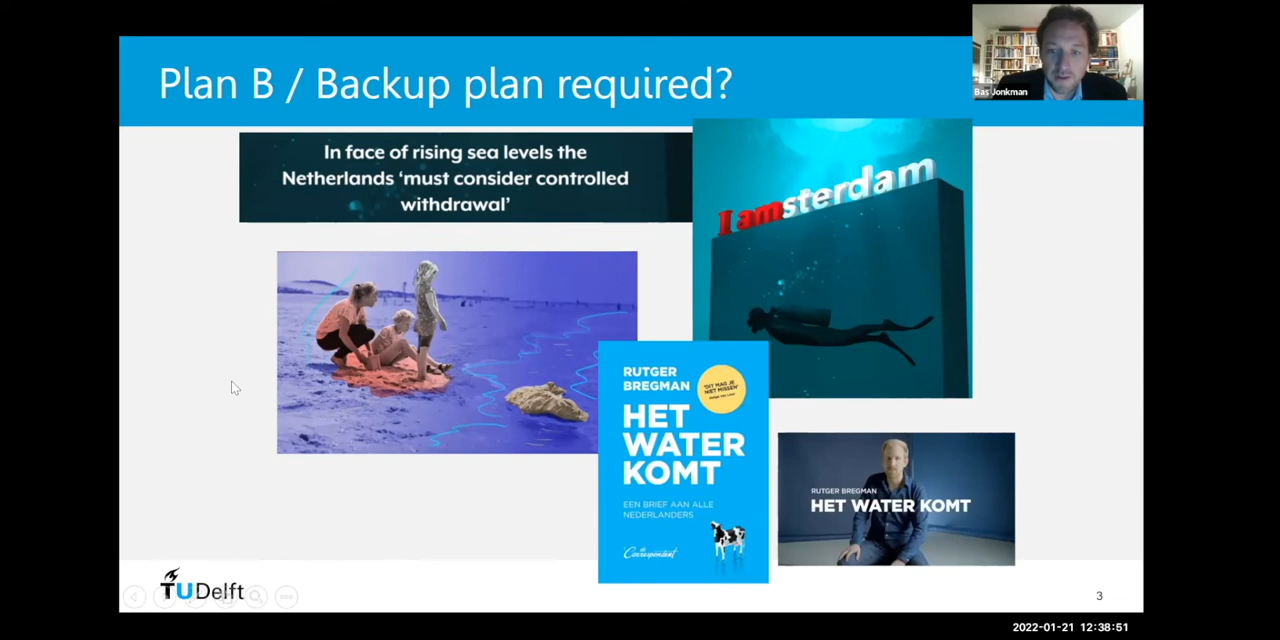 Plan B / Backup plan required?
Bas Jonkman
In face of rising sea levels the
Netherlands ‘must consider controlled
withdrawal’
I amsterdam
RUTGER
BREGMAN
'DIT MAG JE
NIET MISSEN'
HET
WATER
KOMT
EEN BRIEF AAN ALLE
NEDERLANDERS
de
Correspondent
RUTGER BREGMAN
HET WATER KOMT
TUDelft
3
2022-01-21 12:38:51